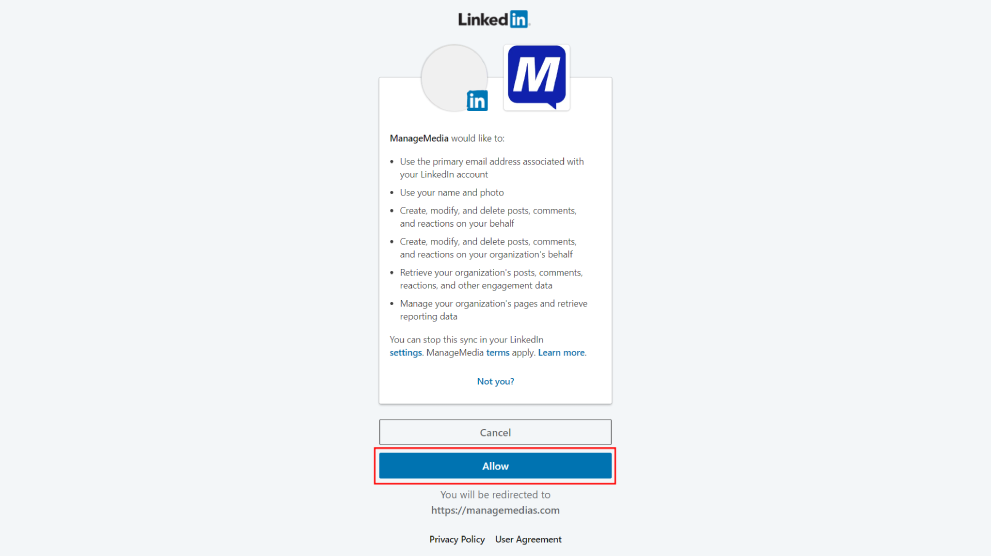 Linked in
M
in
ManageMedia would like to:
• Use the primary email address associated with
your LinkedIn account
• Use your name and photo
• Create, modify, and delete posts, comments,
and reactions on your behalf
• Create, modify, and delete posts, comments,
and reactions on your organization's behalf
• Retrieve your organization's posts, comments,
reactions, and other engagement data
• Manage your organization's pages and retrieve
reporting data
You can stop this sync in your LinkedIn
settings. ManageMedia terms apply. Learn more.
Not you?
Cancel
Allow
You will be redirected to
https://managemedias.com
Privacy Policy User Agreement